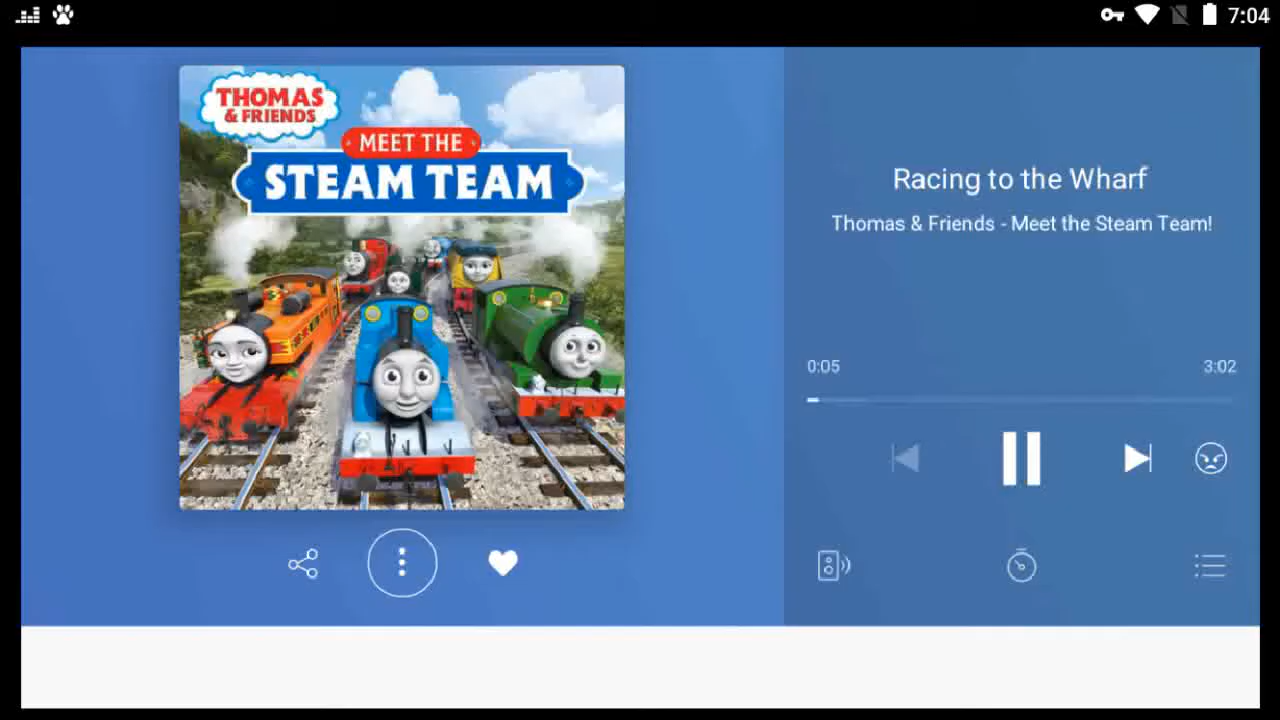 7:04
THOMAS
& FRIENDS
MEET THE
STEAM TEAM
Racing to the Wharf
Thomas & Friends - Meet the Steam Team!
0:05
3:02